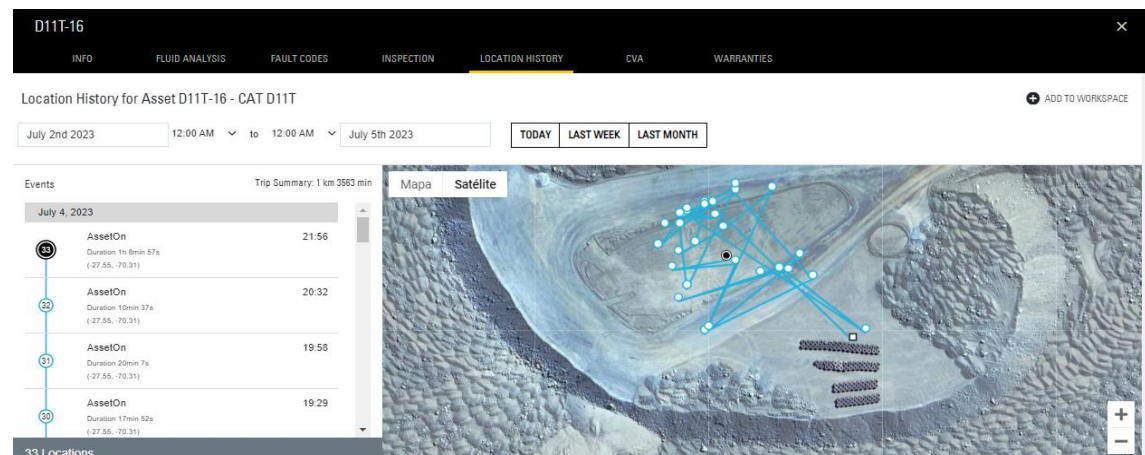 D11T-16 ×
INFO FLUID ANALYSIS FAULT CODES INSPECTION LOCATION HISTORY CVA WARRANTIES
Location History for Asset D11T-16 - CAT D11T ADD TO WORKSPACE
July 2nd 2023 12:00 AM to 12:00 AM July 5th 2023 TODAY LAST WEEK LAST MONTH
Events Trip Summary: 1 km 3563 min
Mapa Satélite
July 4, 2023
33 AssetOn 21:56
Duration 1h 8min 57s
(-27.55, -70.31)
32 AssetOn 20:32
Duration 10min 37s
(-27.55, -70.31)
31 AssetOn 19:58
Duration 20min 7s
(-27.55, -70.31)
30 AssetOn 19:29
Duration 17min 52s
(-27.55, -70.31)
33 Locations
+
−